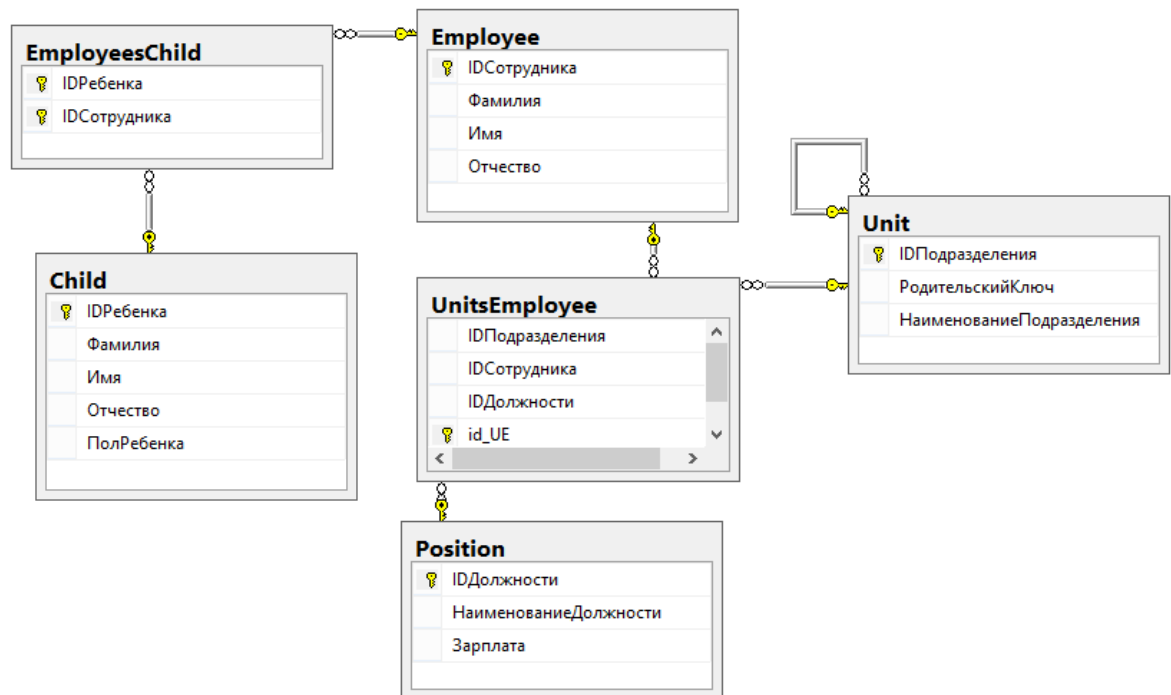 EmployeesChild
IDРебенка
IDСотрудника
Employee
IDСотрудника
Фамилия
Имя
Отчество
Unit
IDПодразделения
РодительскийКлюч
НаименованиеПодразделения
Child
IDРебенка
Фамилия
Имя
Отчество
ПолРебенка
UnitsEmployee
IDПодразделения
IDСотрудника
IDДолжности
id_UE
Position
IDДолжности
НаименованиеДолжности
Зарплата